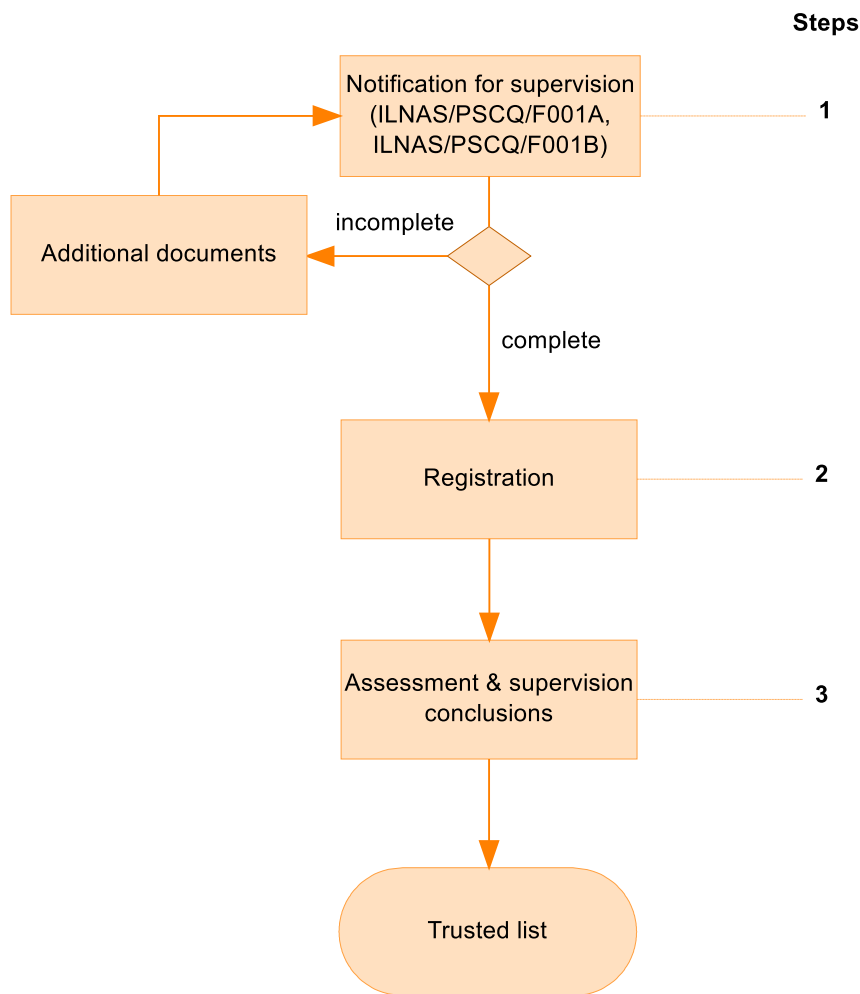 Steps
Notification for supervision
(ILNAS/PSCQ/F001A,
ILNAS/PSCQ/F001B)
1
incomplete
Additional documents
complete
Registration
2
Assessment & supervision
conclusions
3
Trusted list